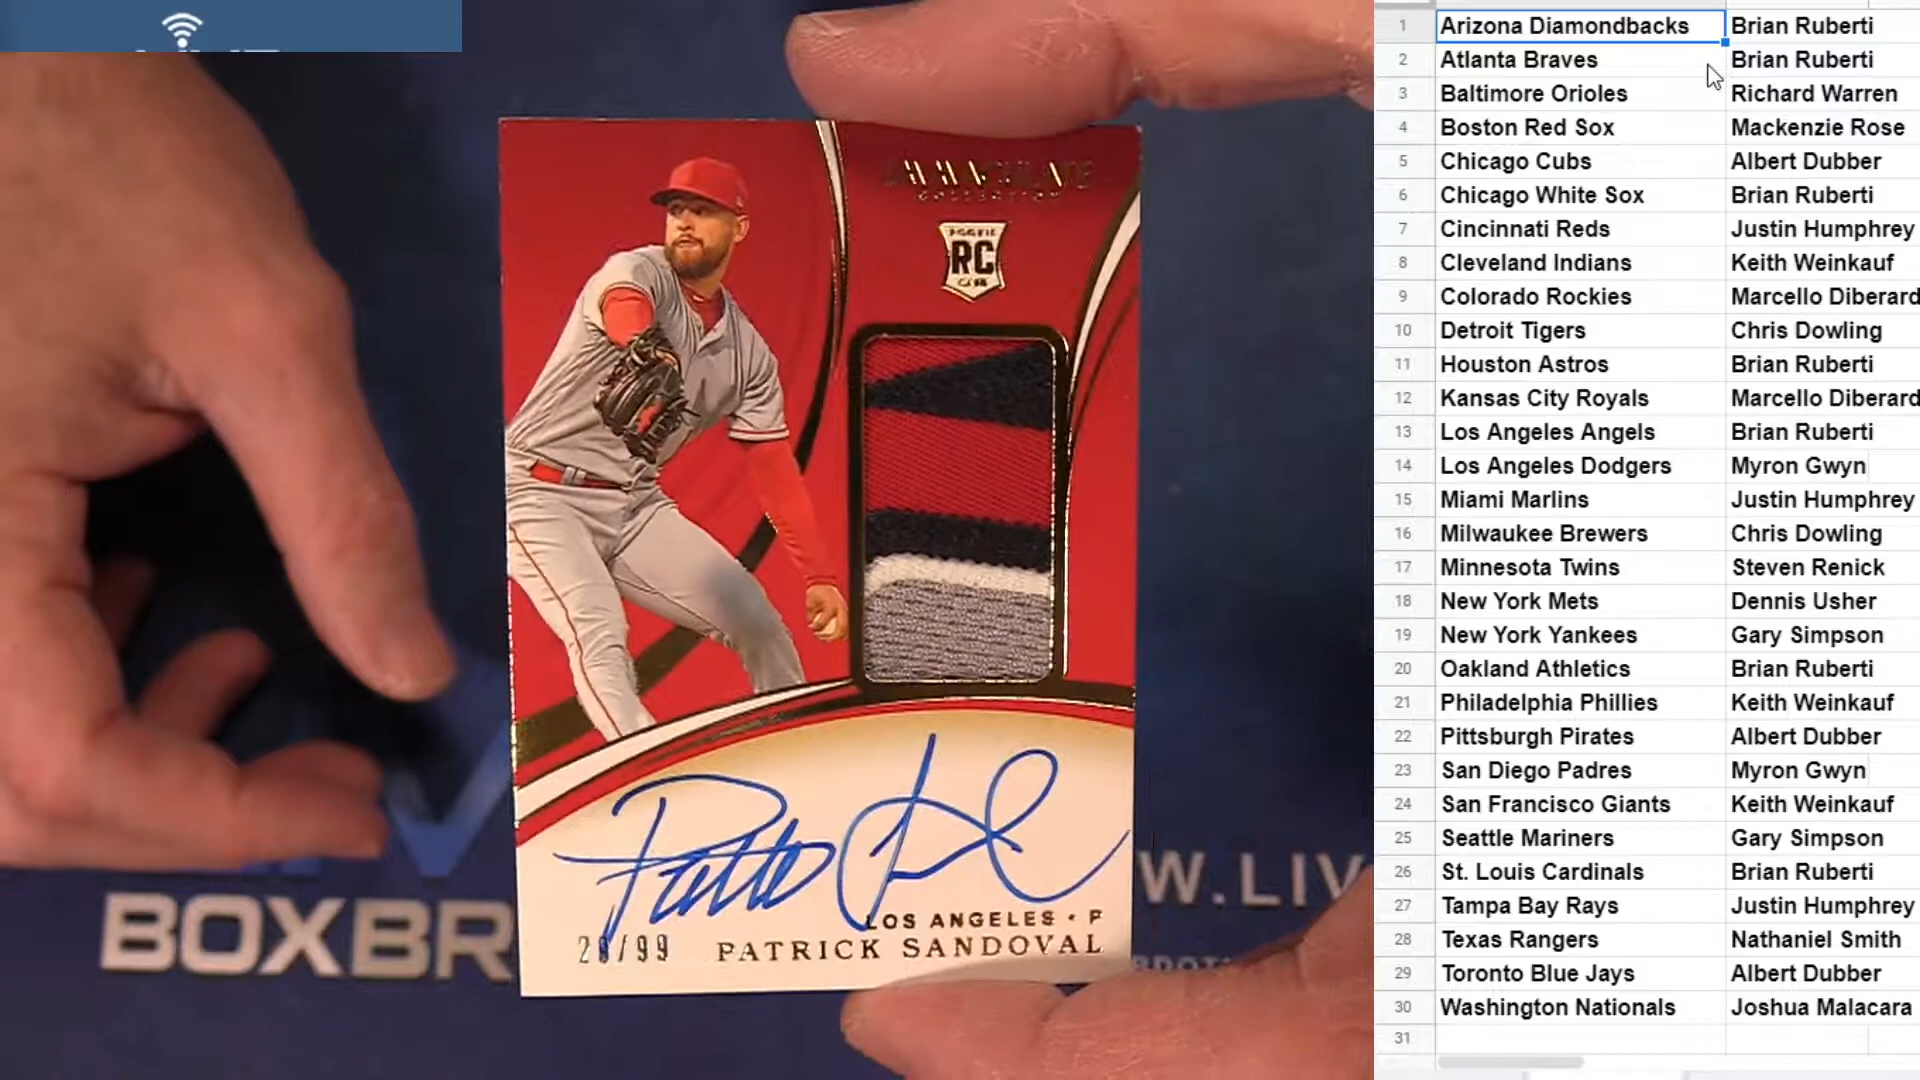 IMMACULATE
COLLECTION
ROOKIE
RC
CARD
LOS ANGELES • P
PATRICK SANDOVAL
BOXBR
W.LIV
1 Arizona Diamondbacks Brian Ruberti
2 Atlanta Braves Brian Ruberti
3 Baltimore Orioles Richard Warren
4 Boston Red Sox Mackenzie Rose
5 Chicago Cubs Albert Dubber
6 Chicago White Sox Brian Ruberti
7 Cincinnati Reds Justin Humphrey
8 Cleveland Indians Keith Weinkauf
9 Colorado Rockies Marcello Diberard
10 Detroit Tigers Chris Dowling
11 Houston Astros Brian Ruberti
12 Kansas City Royals Marcello Diberard
13 Los Angeles Angels Brian Ruberti
14 Los Angeles Dodgers Myron Gwyn
15 Miami Marlins Justin Humphrey
16 Milwaukee Brewers Chris Dowling
17 Minnesota Twins Steven Renick
18 New York Mets Dennis Usher
19 New York Yankees Gary Simpson
20 Oakland Athletics Brian Ruberti
21 Philadelphia Phillies Keith Weinkauf
22 Pittsburgh Pirates Albert Dubber
23 San Diego Padres Myron Gwyn
24 San Francisco Giants Keith Weinkauf
25 Seattle Mariners Gary Simpson
26 St. Louis Cardinals Brian Ruberti
27 Tampa Bay Rays Justin Humphrey
28 Texas Rangers Nathaniel Smith
29 Toronto Blue Jays Albert Dubber
30 Washington Nationals Joshua Malacara
31